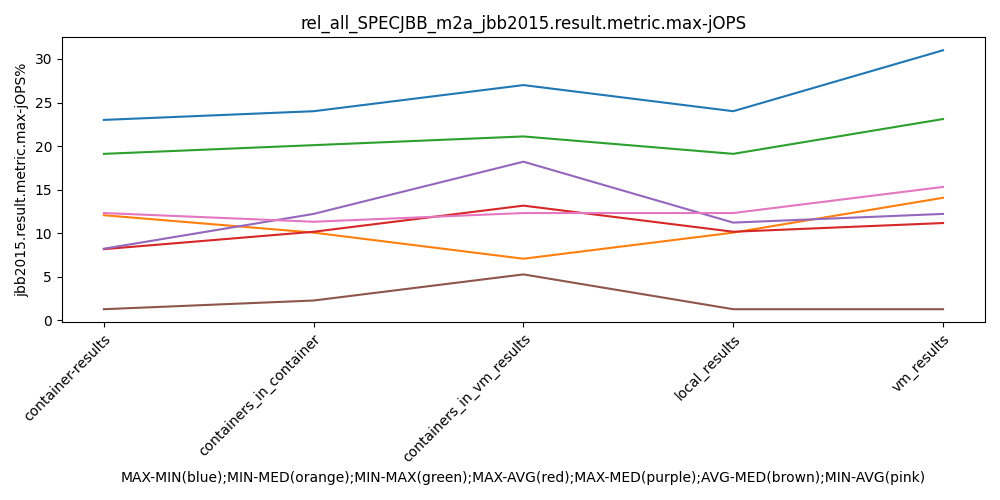 rel_all_SPECJBB_m2a_jbb2015.result.metric.max-jOPS
jbb2015.result.metric.max-jOPS%
30
25
20
15
10
5
0
container-results
containers_in_container
containers_in_vm_results
local_results
vm_results
MAX-MIN(blue);MIN-MED(orange);MIN-MAX(green);MAX-AVG(red);MAX-MED(purple);AVG-MED(brown);MIN-AVG(pink)